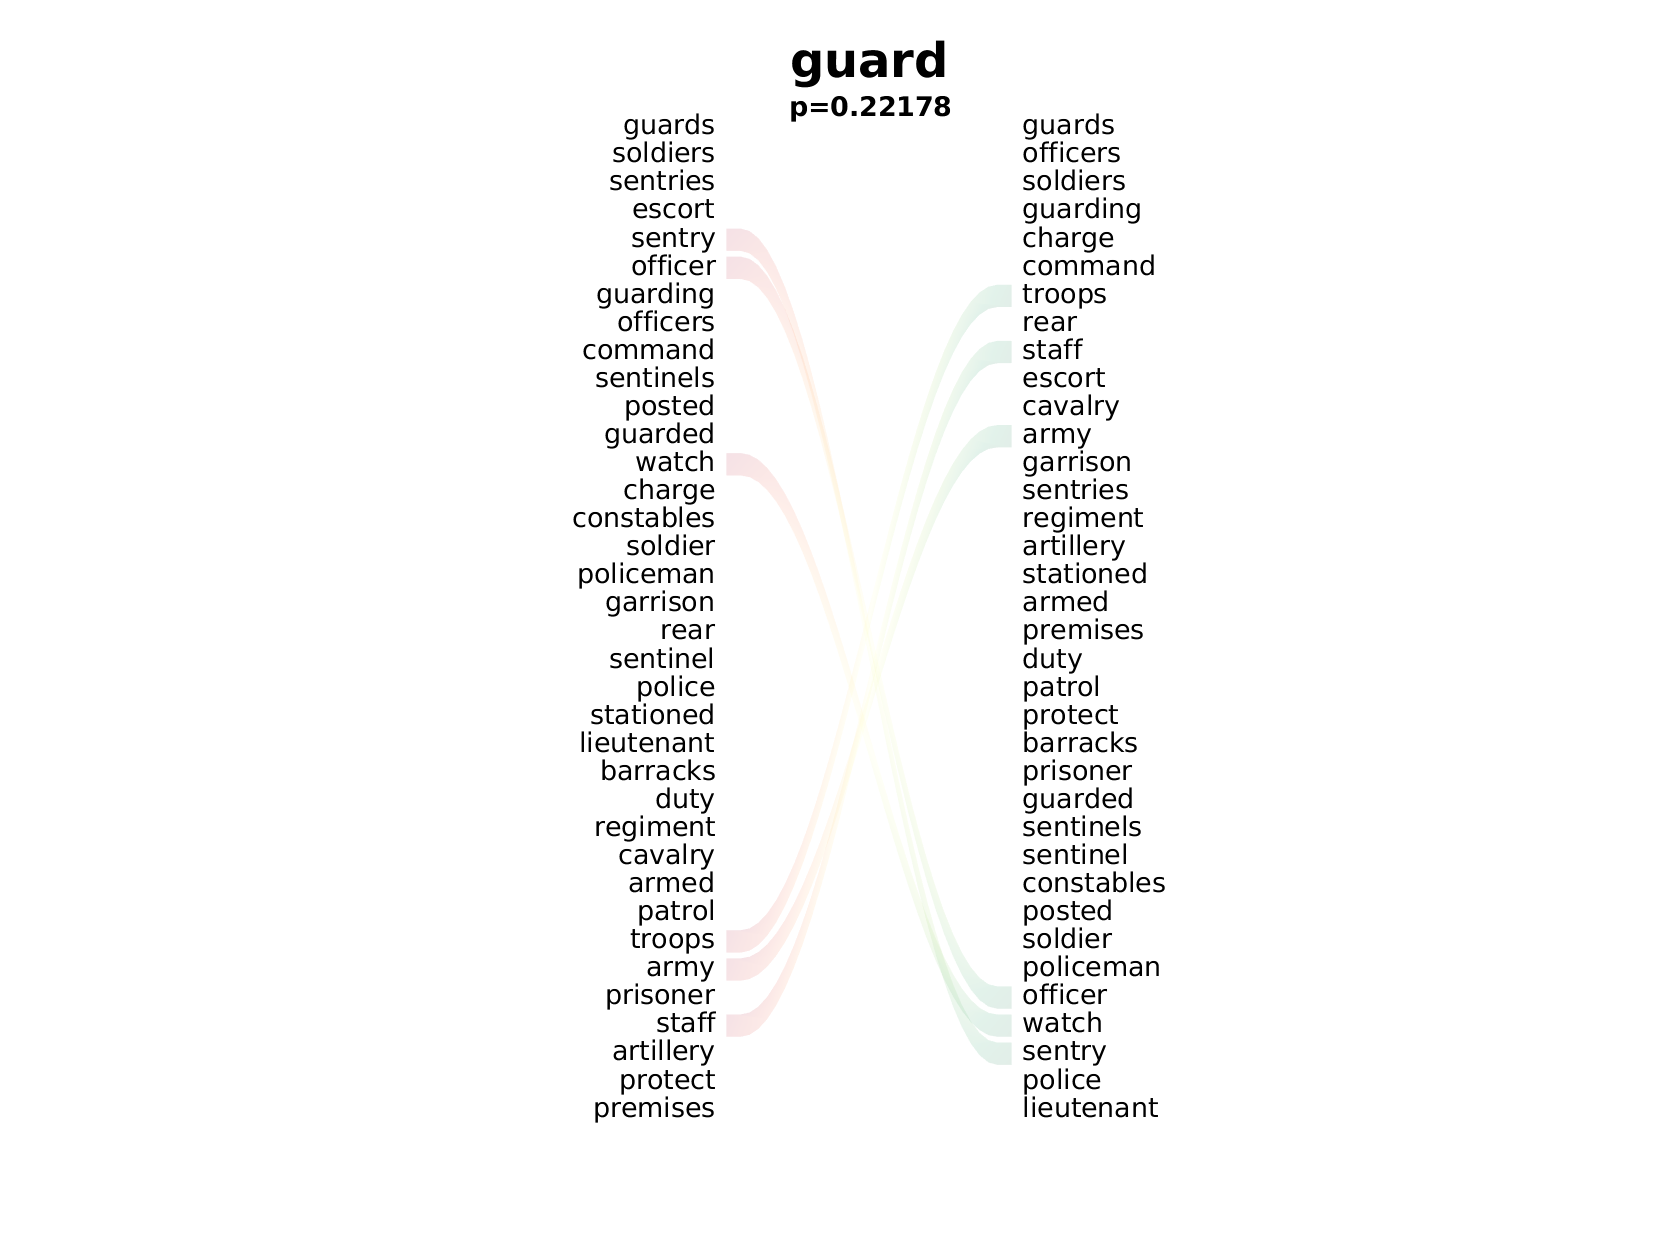 guard
p=0.22178
guards guards
soldiers officers
sentries soldiers
escort guarding
sentry charge
officer command
guarding troops
officers rear
command staff
sentinels escort
posted cavalry
guarded army
watch garrison
charge sentries
constables regiment
soldier artillery
policeman stationed
garrison armed
rear premises
sentinel duty
police patrol
stationed protect
lieutenant barracks
barracks prisoner
duty guarded
regiment sentinels
cavalry sentinel
armed constables
patrol posted
troops soldier
army policeman
prisoner officer
staff watch
artillery sentry
protect police
premises lieutenant